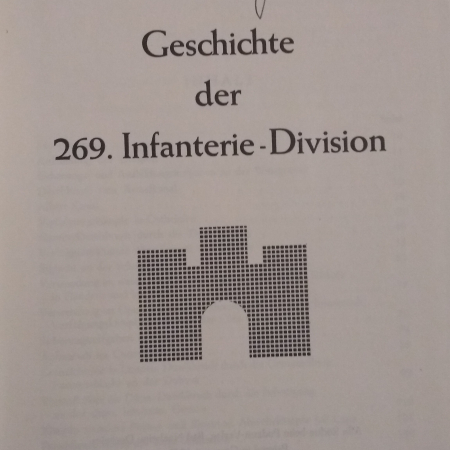 Geschichte
der
269. Infanterie-Division